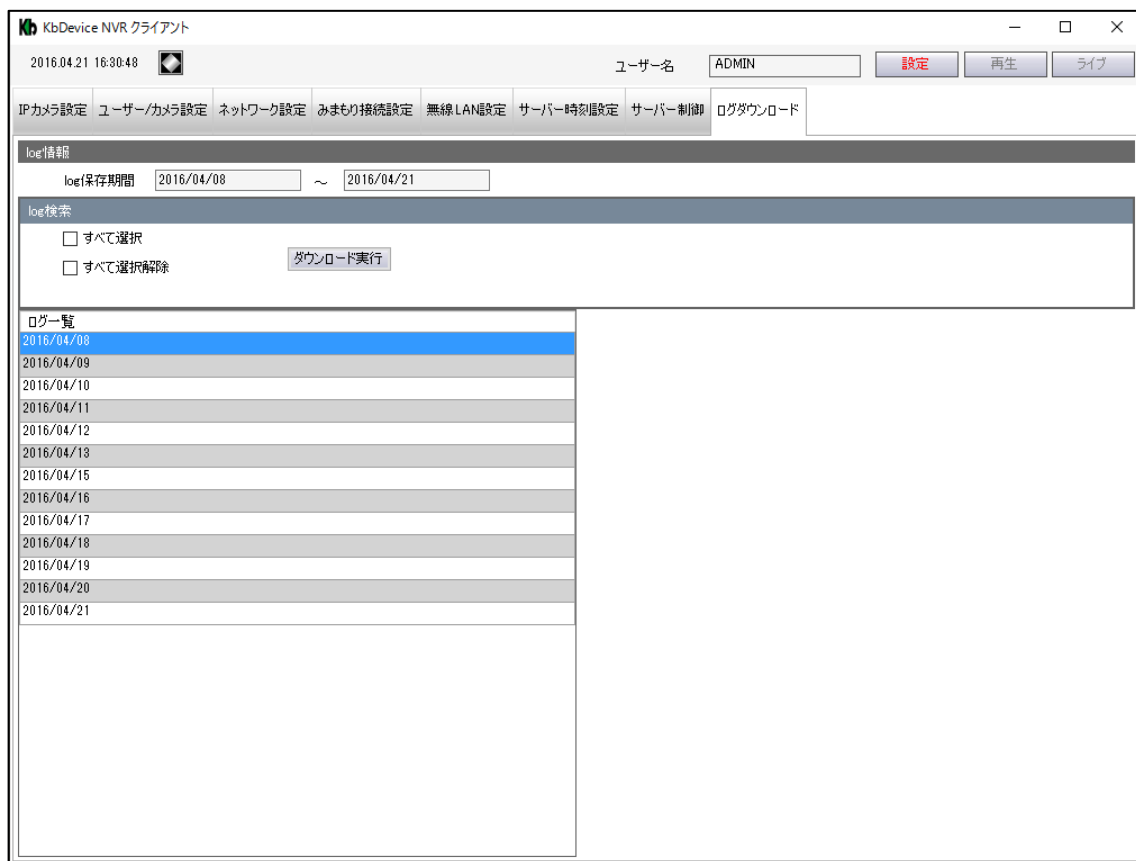 Kb KbDevice NVR クライアント
2016.04.21 16:30:48 ユーザー名 ADMIN 設定 再生 ライブ
IPカメラ設定 ユーザー/カメラ設定 ネットワーク設定 みまもり接続設定 無線LAN設定 サーバー時刻設定 サーバー制御 ログダウンロード
log情報
log保存期間 2016/04/08 ～ 2016/04/21
log検索
すべて選択
ダウンロード実行
すべて選択解除
ログ一覧
2016/04/08
2016/04/09
2016/04/10
2016/04/11
2016/04/12
2016/04/13
2016/04/15
2016/04/16
2016/04/17
2016/04/18
2016/04/19
2016/04/20
2016/04/21